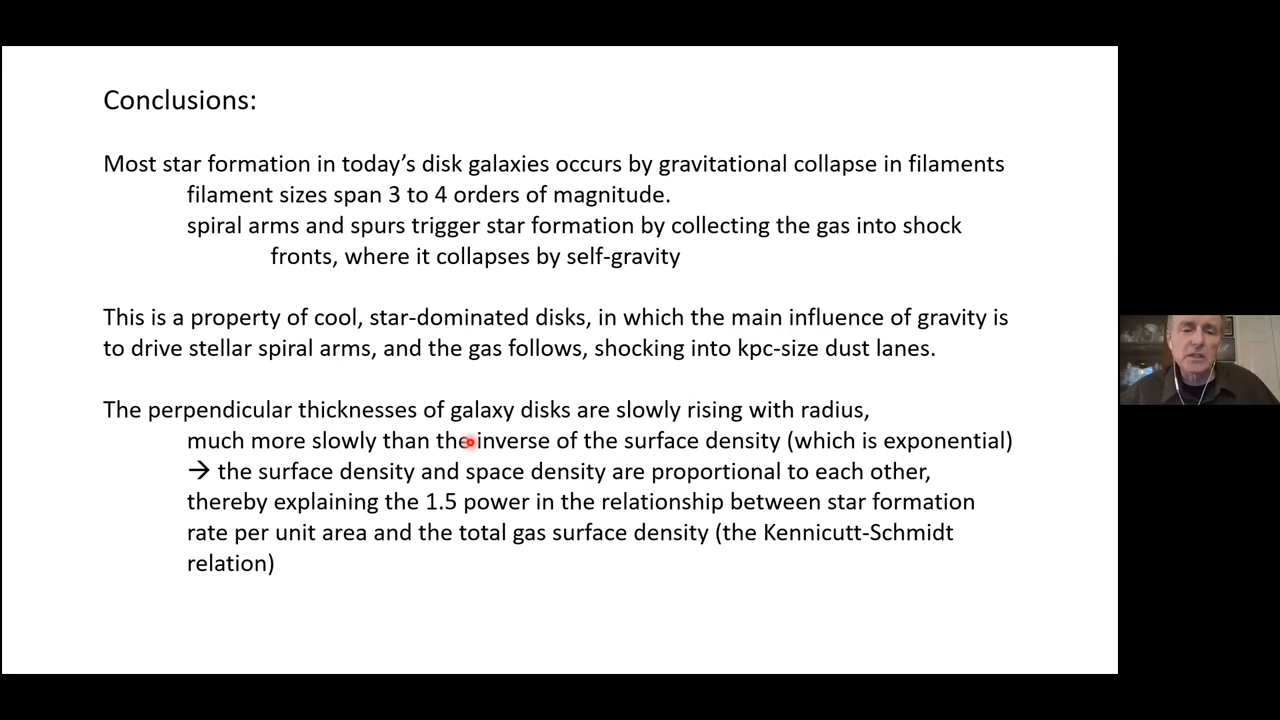 Conclusions:
Most star formation in today’s disk galaxies occurs by gravitational collapse in filaments
filament sizes span 3 to 4 orders of magnitude.
spiral arms and spurs trigger star formation by collecting the gas into shock
fronts, where it collapses by self-gravity
This is a property of cool, star-dominated disks, in which the main influence of gravity is
to drive stellar spiral arms, and the gas follows, shocking into kpc-size dust lanes.
The perpendicular thicknesses of galaxy disks are slowly rising with radius,
much more slowly than the inverse of the surface density (which is exponential)
→ the surface density and space density are proportional to each other,
thereby explaining the 1.5 power in the relationship between star formation
rate per unit area and the total gas surface density (the Kennicutt-Schmidt
relation)